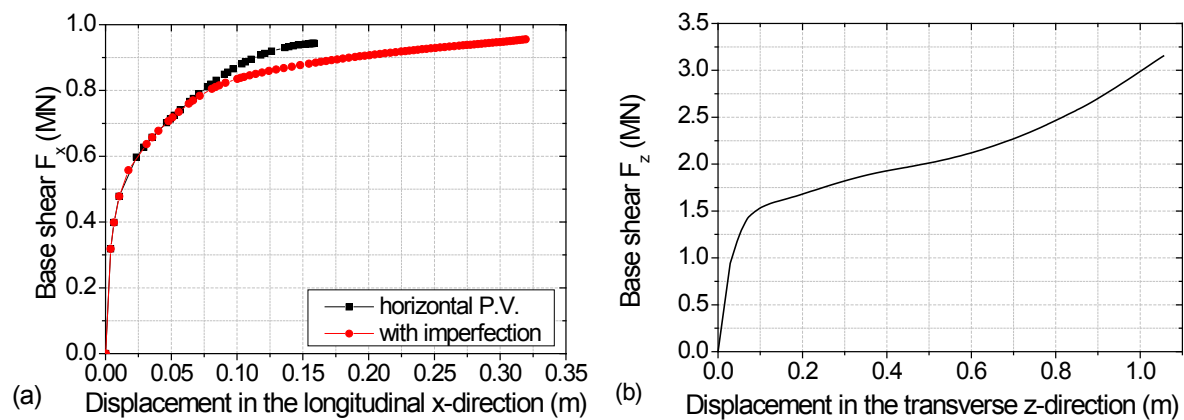 1.0
0.8
0.6
0.4
0.2
0.0
Base shear Fx (MN)
horizontal P.V.
with imperfection
0.00 0.05 0.10 0.15 0.20 0.25 0.30 0.35
(a) Displacement in the longitudinal x-direction (m)
3.5
3.0
2.5
2.0
1.5
1.0
0.5
0.0
Base shear Fz (MN)
0.0 0.2 0.4 0.6 0.8 1.0
(b) Displacement in the transverse z-direction (m)